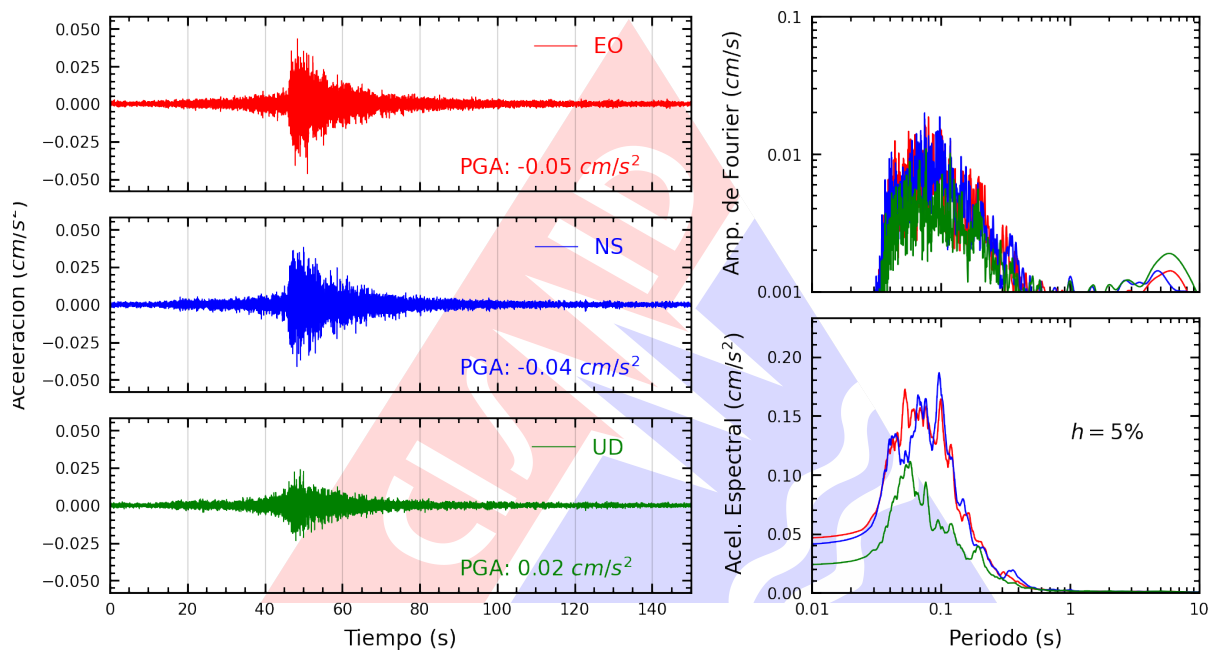 0.050
0.025
0.000
−0.025
−0.050
EO
PGA: -0.05 cm/s²
0.050
0.025
0.000
−0.025
−0.050
NS
PGA: -0.04 cm/s²
0.050
0.025
0.000
−0.025
−0.050
UD
PGA: 0.02 cm/s²
0 20 40 60 80 100 120 140
Tiempo (s)
Aceleracion (cm/s²)
CISMID
0.1
0.01
0.001
Amp. de Fourier (cm/s)
0.20
0.15
0.10
0.05
0.00
Acel. Espectral (cm/s²)
h = 5%
0.01 0.1 1 10
Periodo (s)